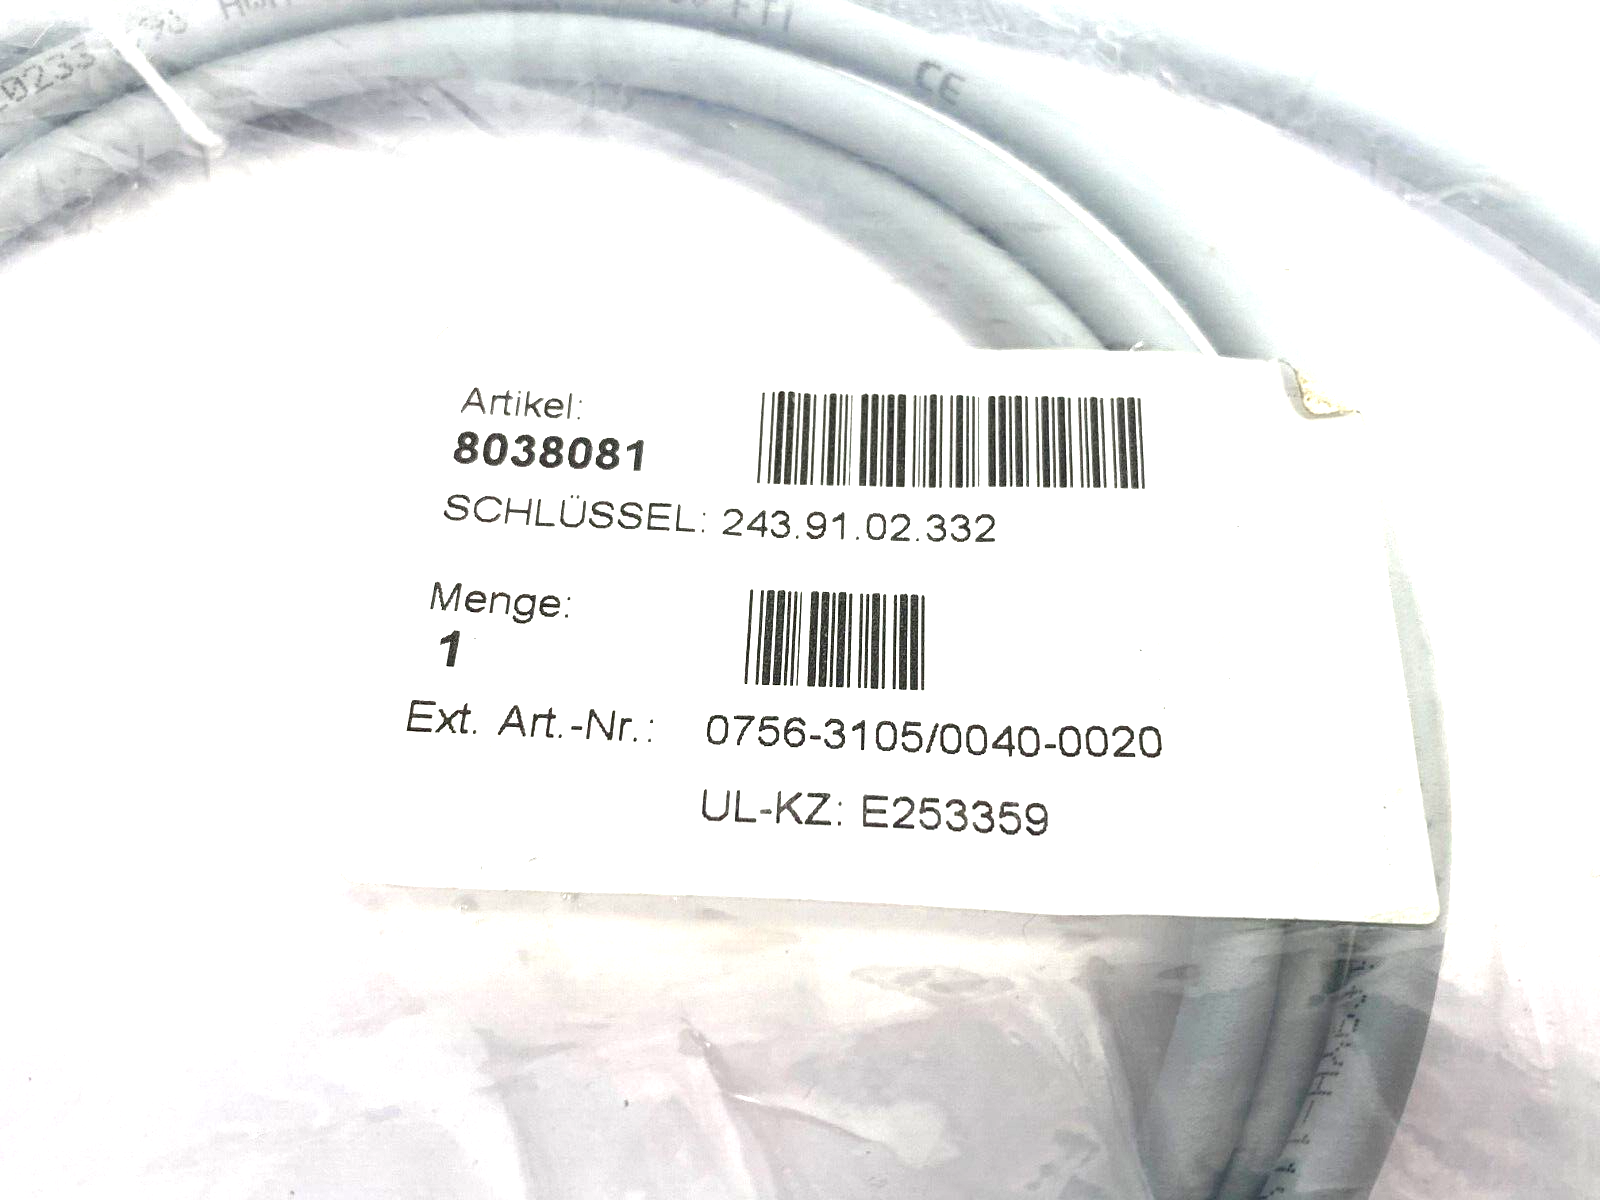 CE
Artikel:
8038081
SCHLÜSSEL: 243.91.02.332
Menge:
1
Ext. Art.-Nr.: 0756-3105/0040-0020
UL-KZ: E253359